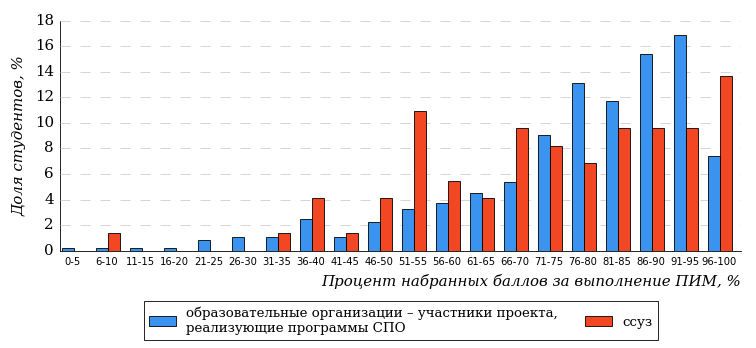 Доля студентов, %
18
16
14
12
10
8
6
4
2
0
0-5 6-10 11-15 16-20 21-25 26-30 31-35 36-40 41-45 46-50 51-55 56-60 61-65 66-70 71-75 76-80 81-85 86-90 91-95 96-100
Процент набранных баллов за выполнение ПИМ, %
образовательные организации – участники проекта,
реализующие программы СПО
ссуз